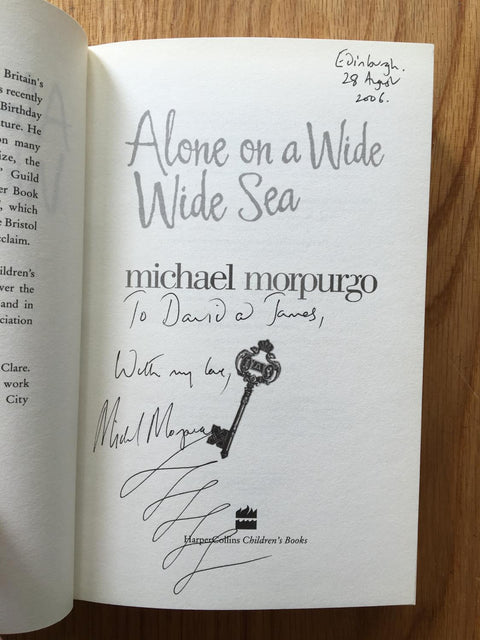 Britain's
s recently
Birthday
ture. He
on many
ize, the
' Guild
er Book
, which
e Bristol
claim.
ildren's
ver the
and in
ciation
Clare.
work
City
Edinburgh.
28 August
2006.
Alone on a Wide
Wide Sea
michael morpurgo
To David & James,
With my love,
Michael Morpurgo
HarperCollins Children's Books